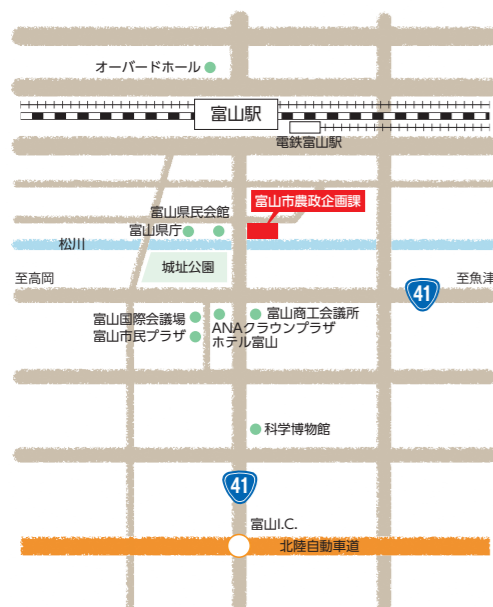 オーバードホール
富山駅
電鉄富山駅
富山市農政企画課
富山県民会館
富山県庁
松川
城址公園
至高岡
至魚津
41
富山国際会議場
富山商工会議所
富山市民プラザ
ANAクラウンプラザ
ホテル富山
科学博物館
41
富山I.C.
北陸自動車道